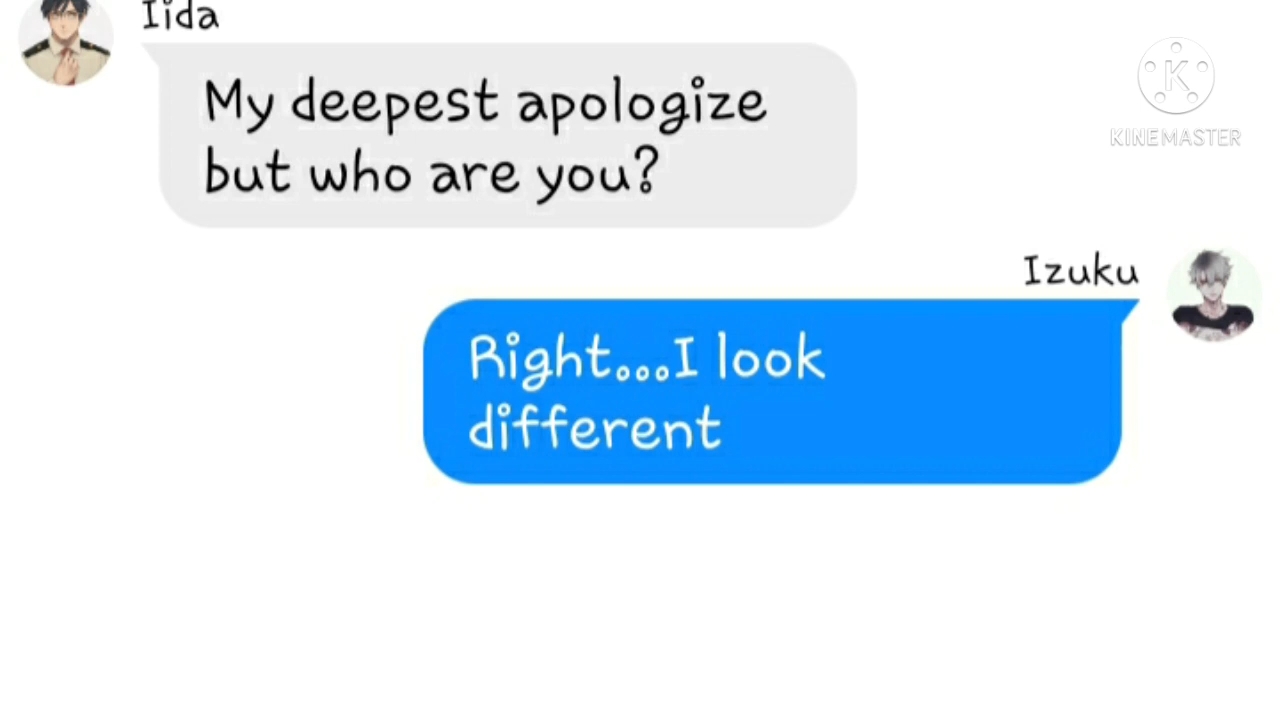 Iida
My deepest apologize
but who are you?
KINEMASTER
Izuku
Right...I look
different